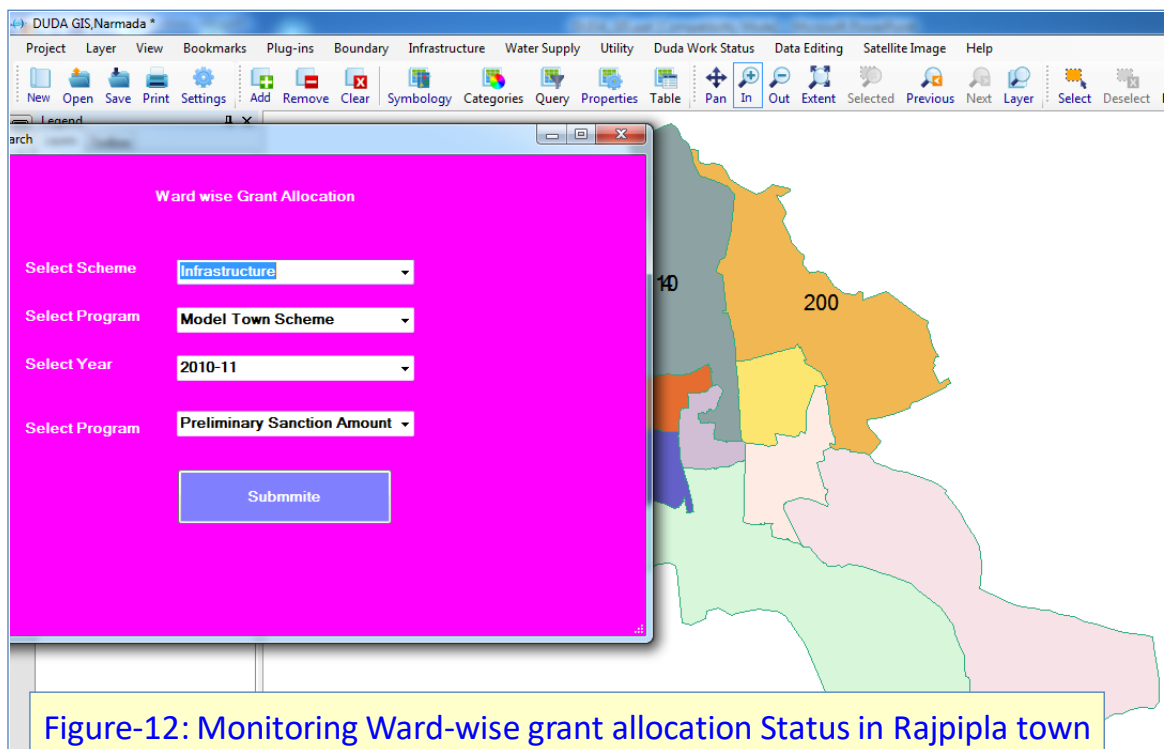 DUDA GIS,Narmada *
Project Layer View Bookmarks Plug-ins Boundary Infrastructure Water Supply Utility Duda Work Status Data Editing Satellite Image Help
New Open Save Print Settings Add Remove Clear Symbology Categories Query Properties Table Pan In Out Extent Selected Previous Next Layer Select Deselect
Legend
arch
Ward wise Grant Allocation
Select Scheme Infrastructure
Select Program Model Town Scheme
Select Year 2010-11
Select Program Preliminary Sanction Amount
Submmite
200
Figure-12: Monitoring Ward-wise grant allocation Status in Rajpipla town